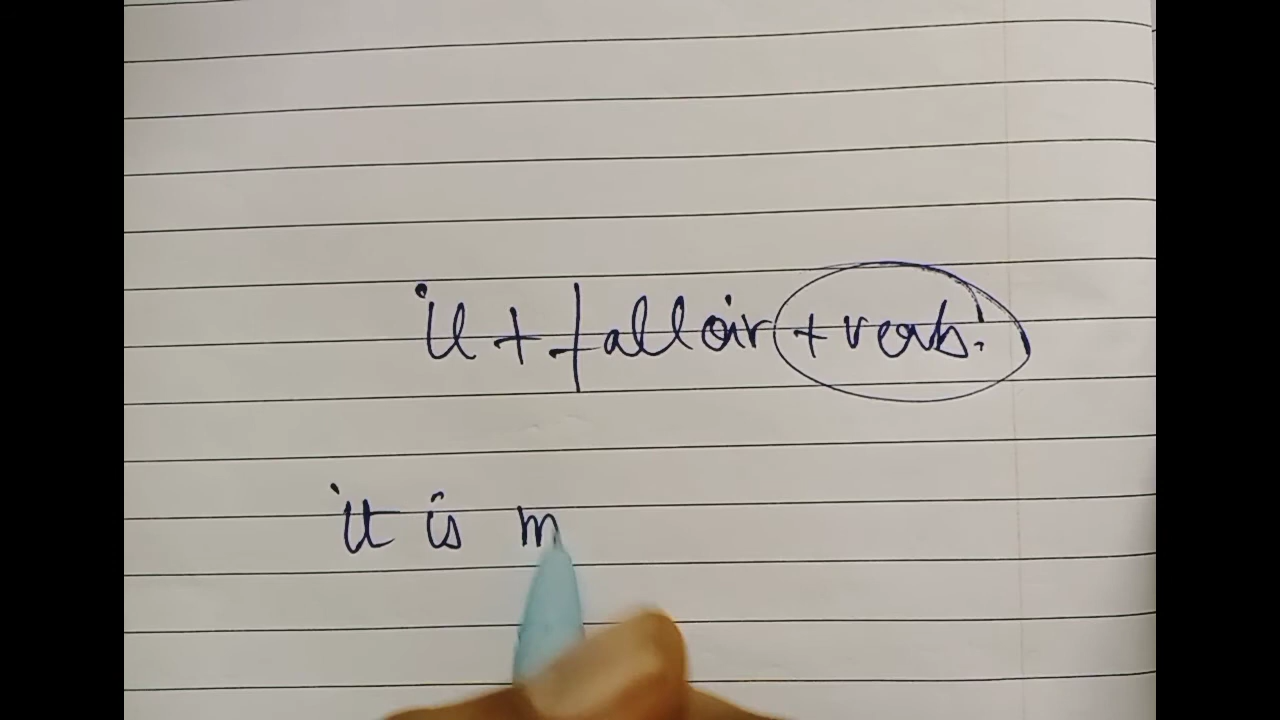 il + falloir + verb.
it is m